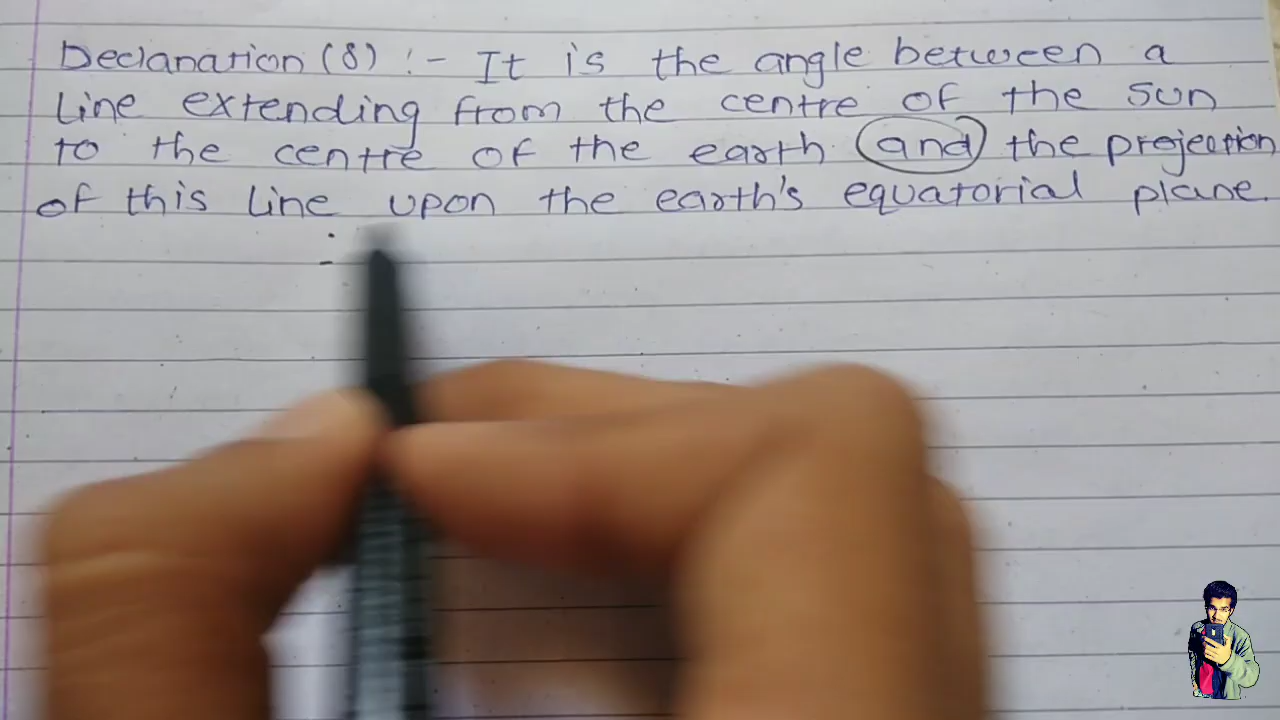 Declanation (δ) :- It is the angle between a
line extending from the centre of the sun
to the centre of the earth and the projection
of this line upon the earth's equatorial plane.